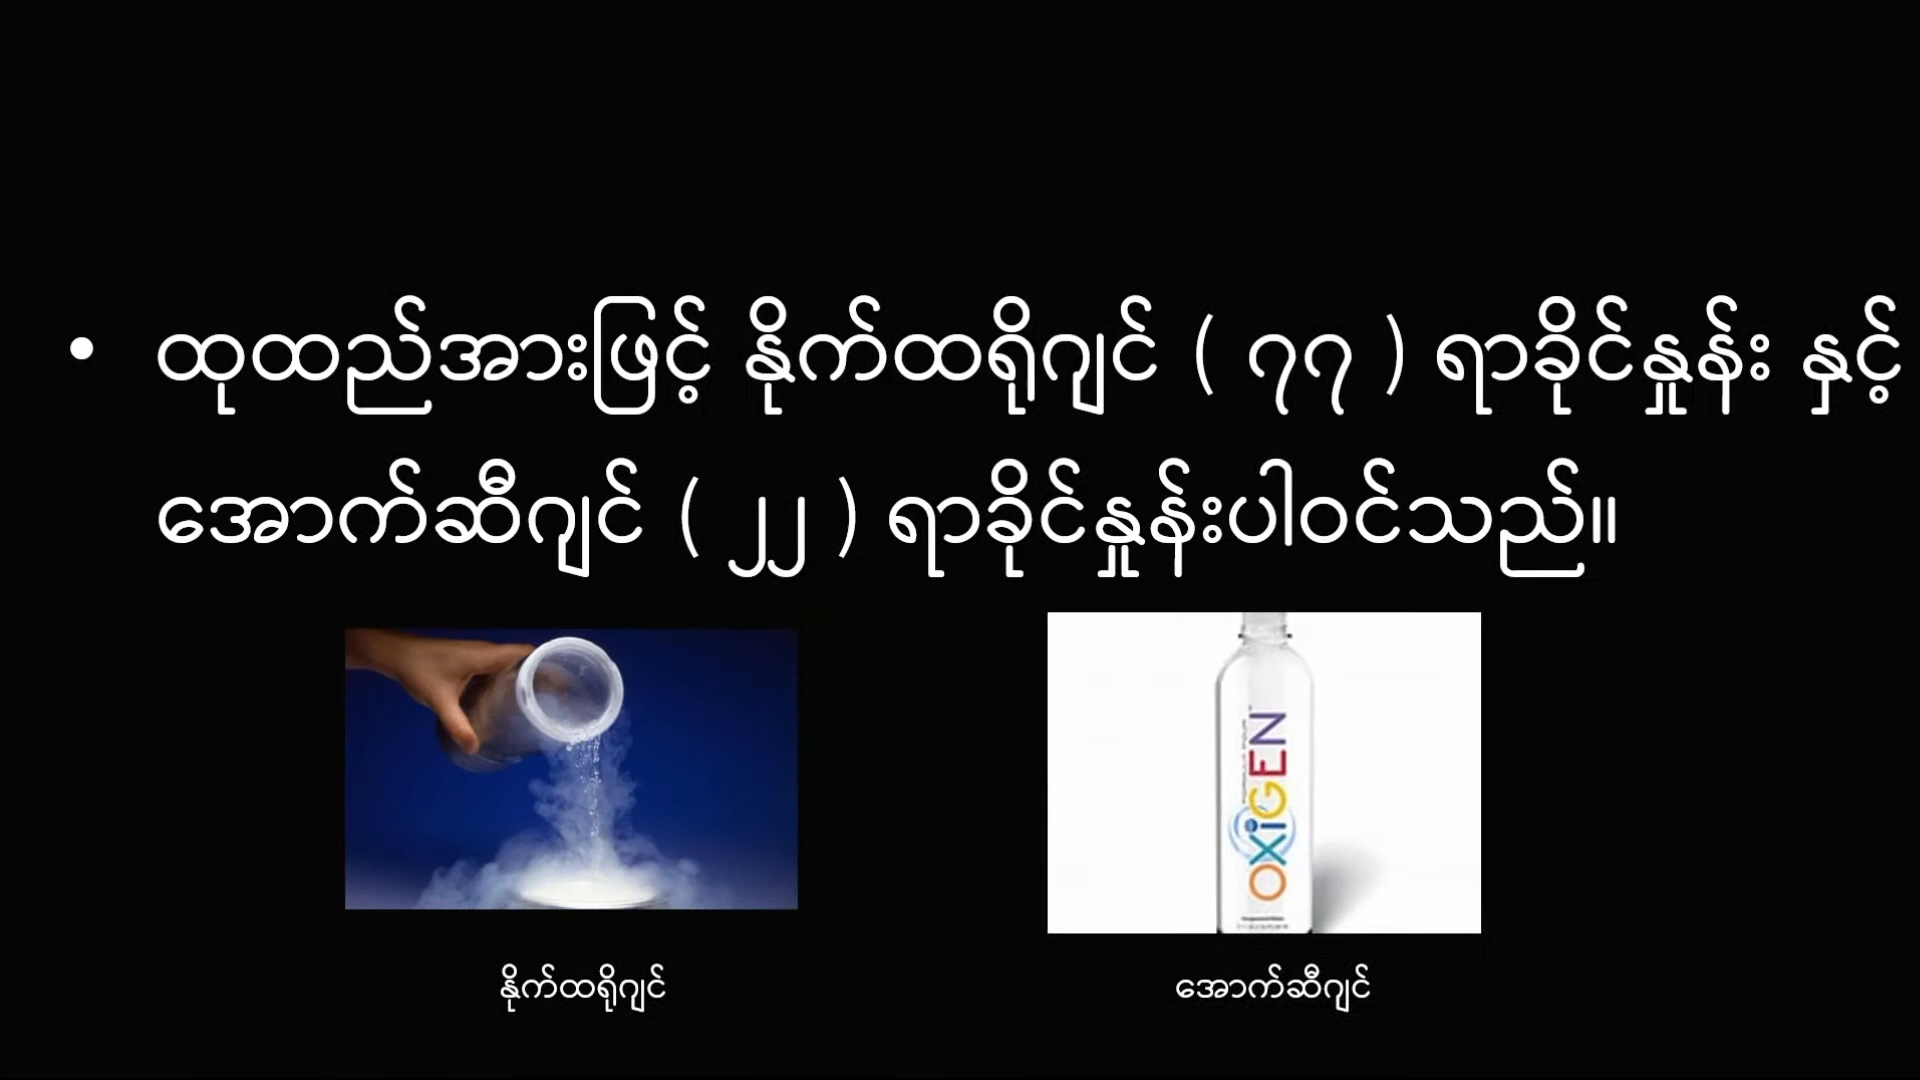 • ထုထည်အားဖြင့် နိုက်ထရိုဂျင် ( ၇၇ ) ရာခိုင်နှုန်း နှင့်
အောက်ဆီဂျင် ( ၂၂ ) ရာခိုင်နှုန်းပါဝင်သည်။
OXiGEN
နိုက်ထရိုဂျင်
အောက်ဆီဂျင်